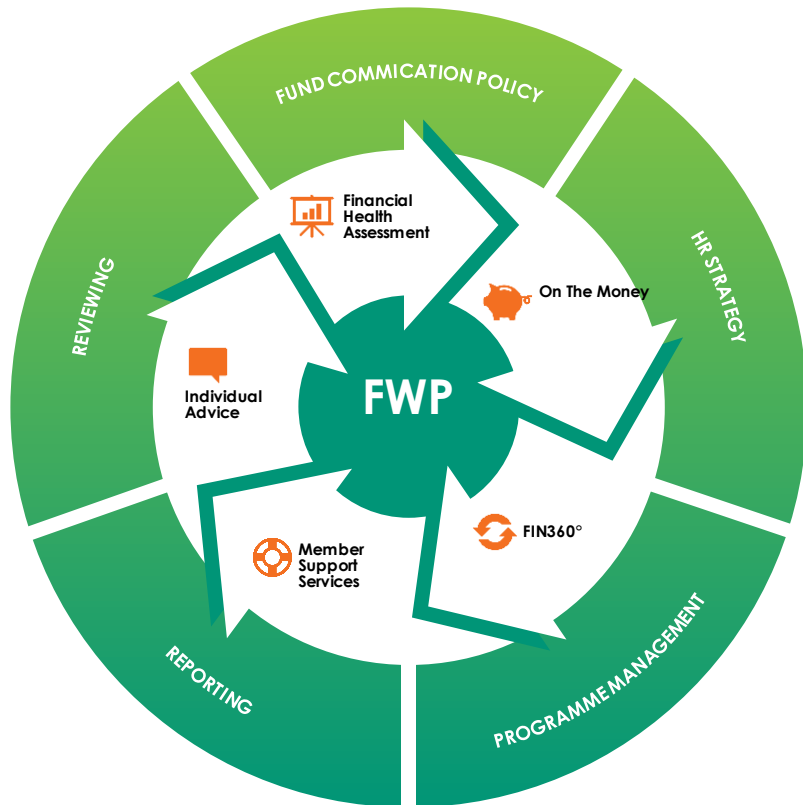 FUND COMMICATION POLICY
HR STRATEGY
PROGRAMME MANAGEMENT
REPORTING
REVIEWING
Financial
Health
Assessment
On The Money
FIN360°
Member
Support
Services
Individual
Advice
FWP